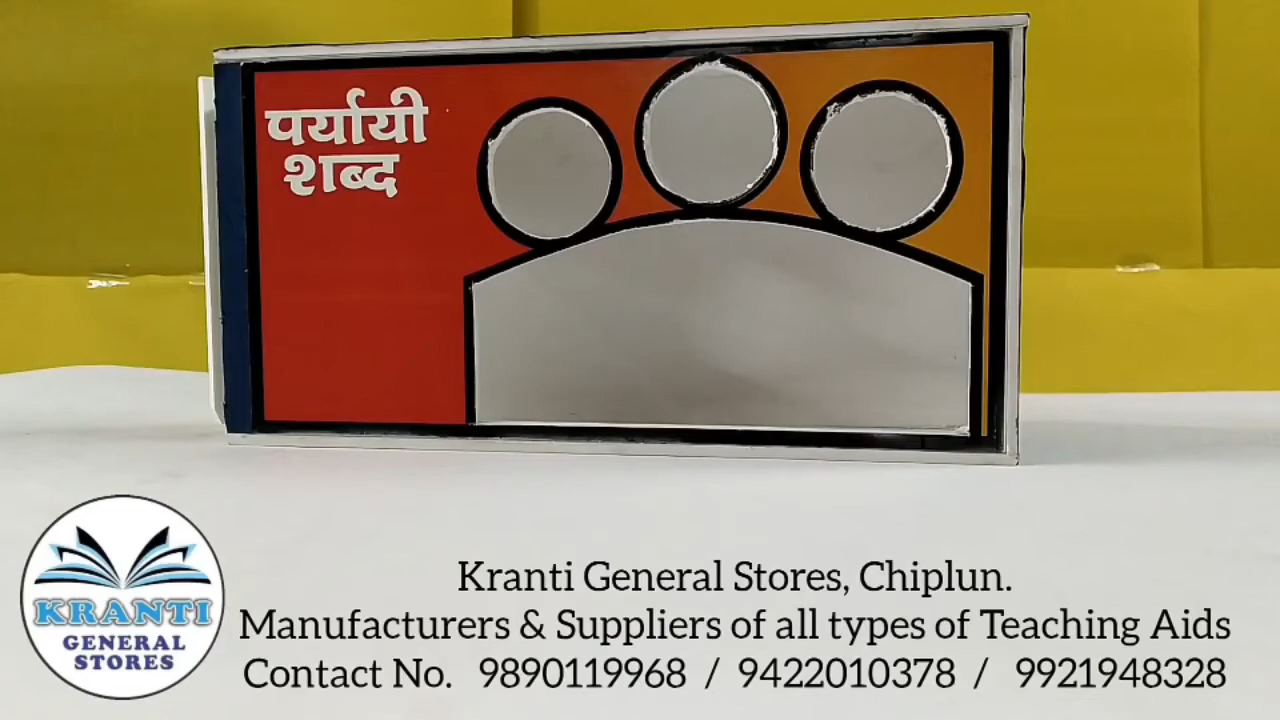 पर्यायी
शब्द
KRANTI
GENERAL
STORES
Kranti General Stores, Chiplun.
Manufacturers & Suppliers of all types of Teaching Aids
Contact No. 9890119968 / 9422010378 / 9921948328